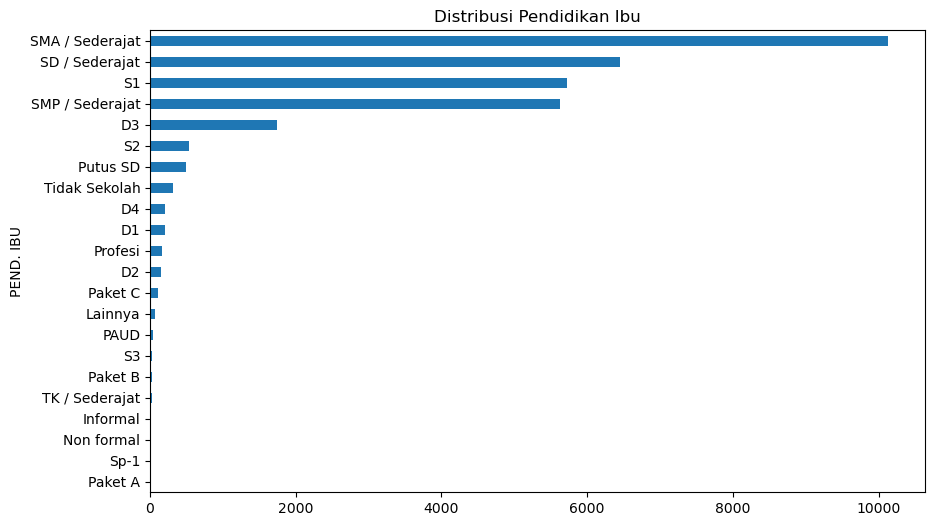 Distribusi Pendidikan Ibu
SMA / Sederajat
SD / Sederajat
S1
SMP / Sederajat
D3
S2
Putus SD
Tidak Sekolah
D4
D1
Profesi
D2
Paket C
Lainnya
PAUD
S3
Paket B
TK / Sederajat
Informal
Non formal
Sp-1
Paket A
PEND. IBU
0 2000 4000 6000 8000 10000